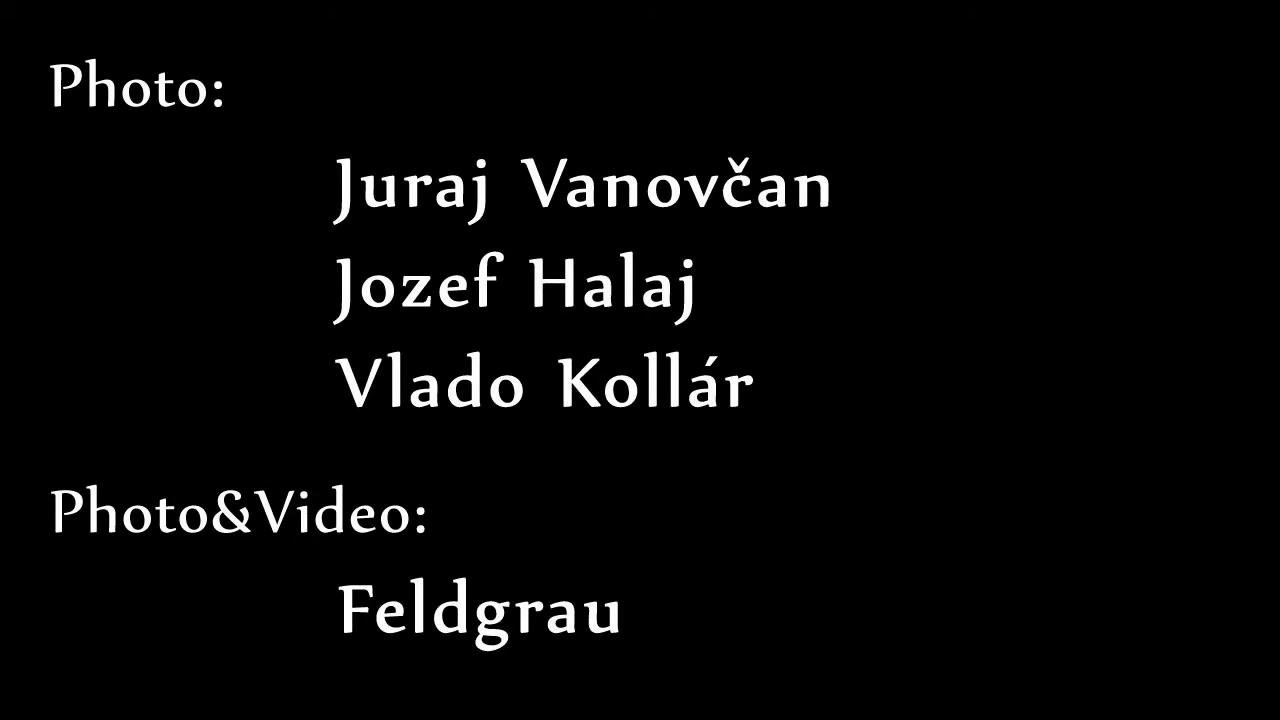 Photo:
Juraj Vanovčan
Jozef Halaj
Vlado Kollár
Photo&Video:
Feldgrau